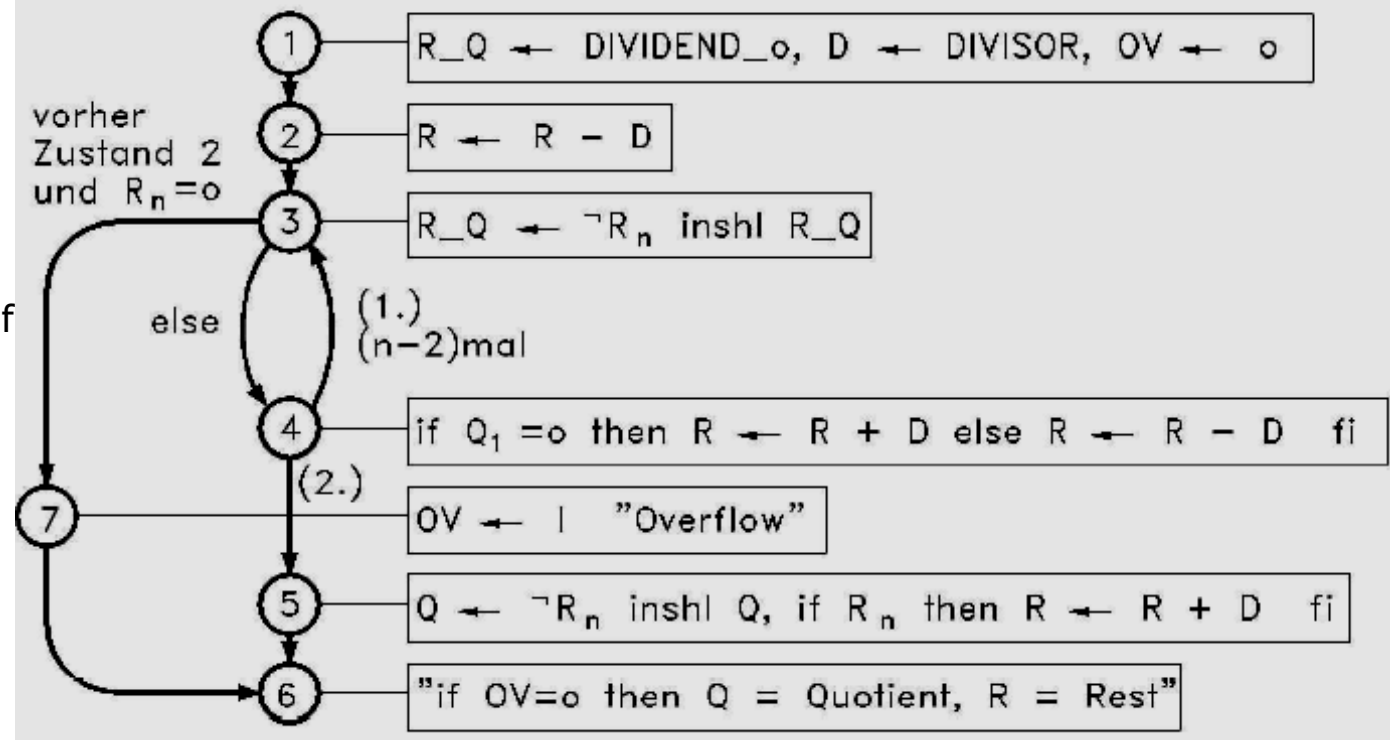 1 R_Q ← DIVIDEND_o, D ← DIVISOR, OV ← o
vorher
Zustand 2
und Rₙ=o
2 R ← R - D
3 R_Q ← ¬Rₙ inshl R_Q
f
else
(1.)
(n-2)mal
4 if Q₁ =o then R ← R + D else R ← R - D fi
(2.)
7 OV ← | "Overflow"
5 Q ← ¬Rₙ inshl Q, if Rₙ then R ← R + D fi
6 "if OV=o then Q = Quotient, R = Rest"